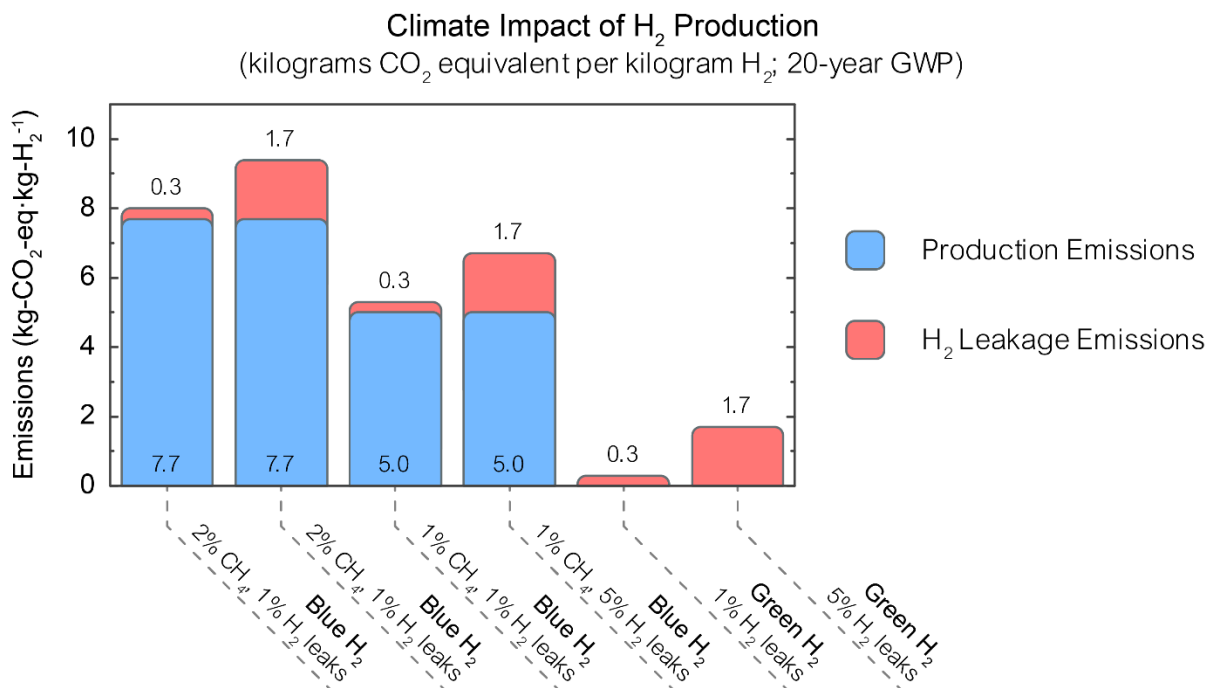 Climate Impact of H₂ Production
(kilograms CO₂ equivalent per kilogram H₂; 20-year GWP)
Emissions (kg-CO₂-eq·kg-H₂⁻¹)
10
8
6
4
2
0
0.3
7.7
1.7
7.7
0.3
5.0
1.7
5.0
0.3
1.7
Production Emissions
H₂ Leakage Emissions
Blue H₂
2% CH₄, 1% H₂ leaks
Blue H₂
2% CH₄, 1% H₂ leaks
Blue H₂
1% CH₄, 1% H₂ leaks
Blue H₂
1% CH₄, 5% H₂ leaks
Green H₂
1% H₂ leaks
Green H₂
5% H₂ leaks